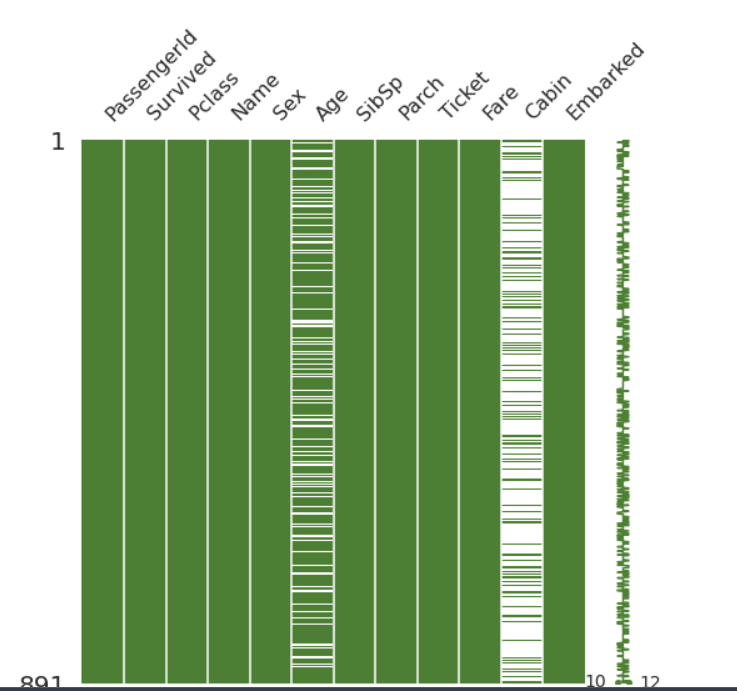 PassengerId
Survived
Pclass
Name
Sex
Age
SibSp
Parch
Ticket
Fare
Cabin
Embarked
1
891
10
12